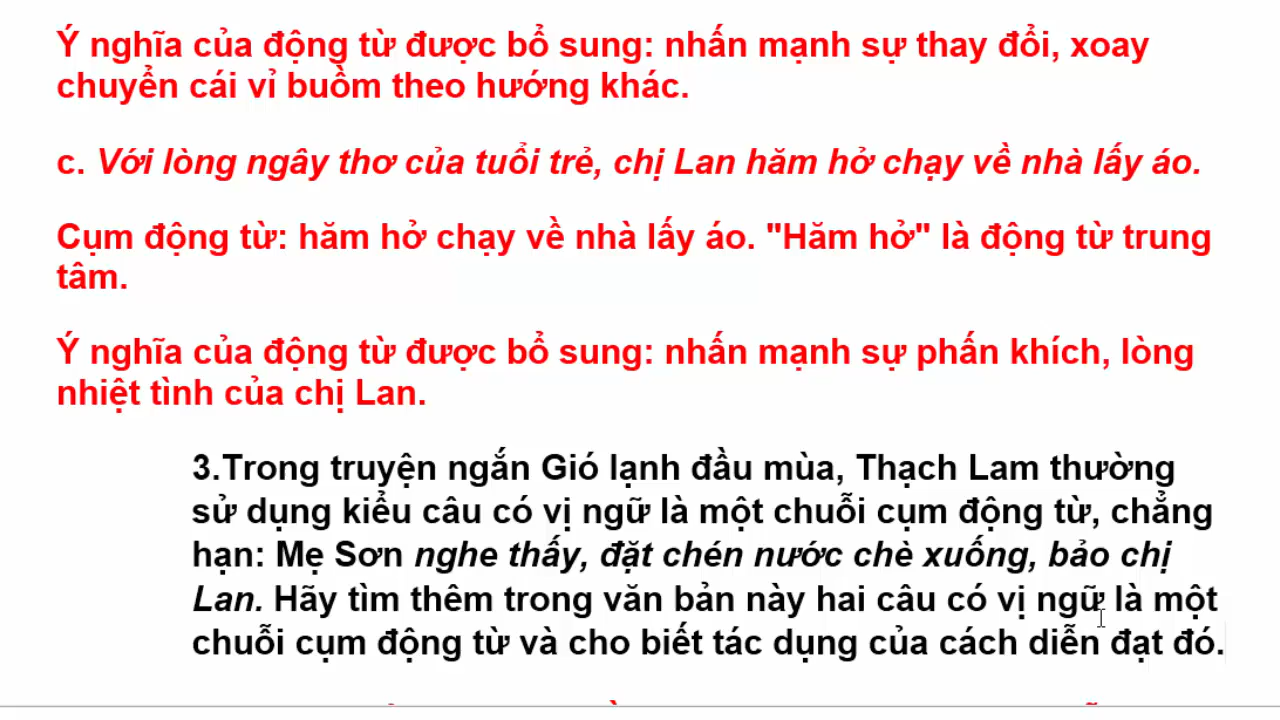 Ý nghĩa của động từ được bổ sung: nhấn mạnh sự thay đổi, xoay
chuyển cái vỉ buồm theo hướng khác.
c. Với lòng ngây thơ của tuổi trẻ, chị Lan hăm hở chạy về nhà lấy áo.
Cụm động từ: hăm hở chạy về nhà lấy áo. "Hăm hở" là động từ trung
tâm.
Ý nghĩa của động từ được bổ sung: nhấn mạnh sự phấn khích, lòng
nhiệt tình của chị Lan.
3.Trong truyện ngắn Gió lạnh đầu mùa, Thạch Lam thường
sử dụng kiểu câu có vị ngữ là một chuỗi cụm động từ, chẳng
hạn: Mẹ Sơn nghe thấy, đặt chén nước chè xuống, bảo chị
Lan. Hãy tìm thêm trong văn bản này hai câu có vị ngữ là một
chuỗi cụm động từ và cho biết tác dụng của cách diễn đạt đó.